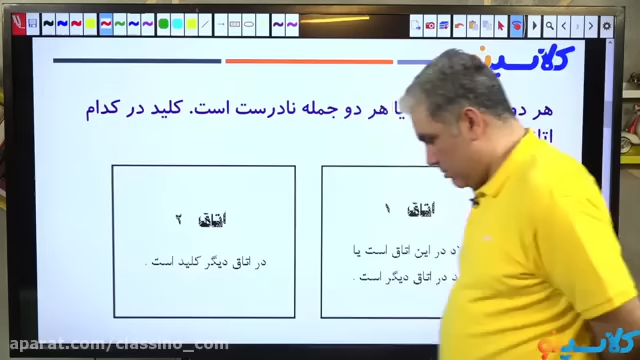 کلاسینو
هر دو یا هر دو جمله نادرست است. کلید در کدام
اتاق ۲
در اتاق دیگر کلید است .
اتاق ۱
در این اتاق است یا
در اتاق دیگر است .
aparat.com/classino_com
کلاسینو